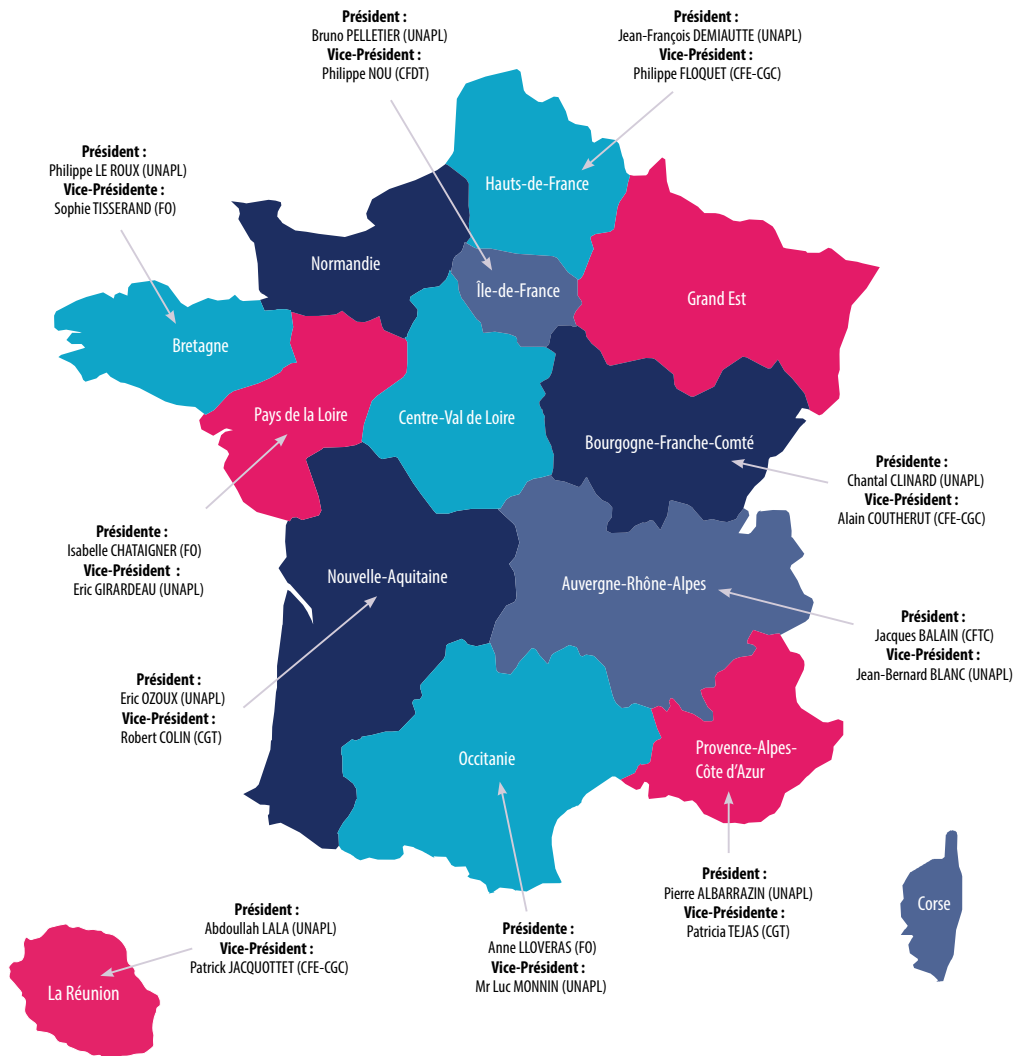 Président :
Bruno PELLETIER (UNAPL)
Vice-Président :
Philippe NOU (CFDT)
Président :
Jean-François DEMIAUTTE (UNAPL)
Vice-Président :
Philippe FLOQUET (CFE-CGC)
Président :
Philippe LE ROUX (UNAPL)
Vice-Présidente :
Sophie TISSERAND (FO)
Hauts-de-France
Normandie
Île-de-France
Grand Est
Bretagne
Pays de la Loire
Centre-Val de Loire
Bourgogne-Franche-Comté
Présidente :
Chantal CLINARD (UNAPL)
Vice-Président :
Alain COUTHERUT (CFE-CGC)
Présidente :
Isabelle CHATAIGNER (FO)
Vice-Président :
Eric GIRARDEAU (UNAPL)
Nouvelle-Aquitaine
Auvergne-Rhône-Alpes
Président :
Jacques BALAIN (CFTC)
Vice-Président :
Jean-Bernard BLANC (UNAPL)
Président :
Eric OZOUX (UNAPL)
Vice-Président :
Robert COLIN (CGT)
Occitanie
Provence-Alpes-
Côte d'Azur
Président :
Pierre ALBARRAZIN (UNAPL)
Vice-Présidente :
Patricia TEJAS (CGT)
Corse
Président :
Abdoullah LALA (UNAPL)
Vice-Président :
Patrick JACQUOTTET (CFE-CGC)
Présidente :
Anne LLOVERAS (FO)
Vice-Président :
Mr Luc MONNIN (UNAPL)
La Réunion